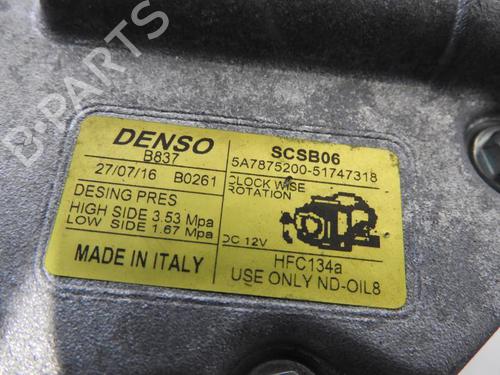 B-PARTS
DENSO
B837
27/07/16 B0261
DESING PRES
HIGH SIDE 3.53 Mpa
LOW SIDE 1.67 Mpa
MADE IN ITALY
SCSB06
5A7875200-51747318
CLOCK WISE
ROTATION
DC 12V
HFC134a
USE ONLY ND-OIL8